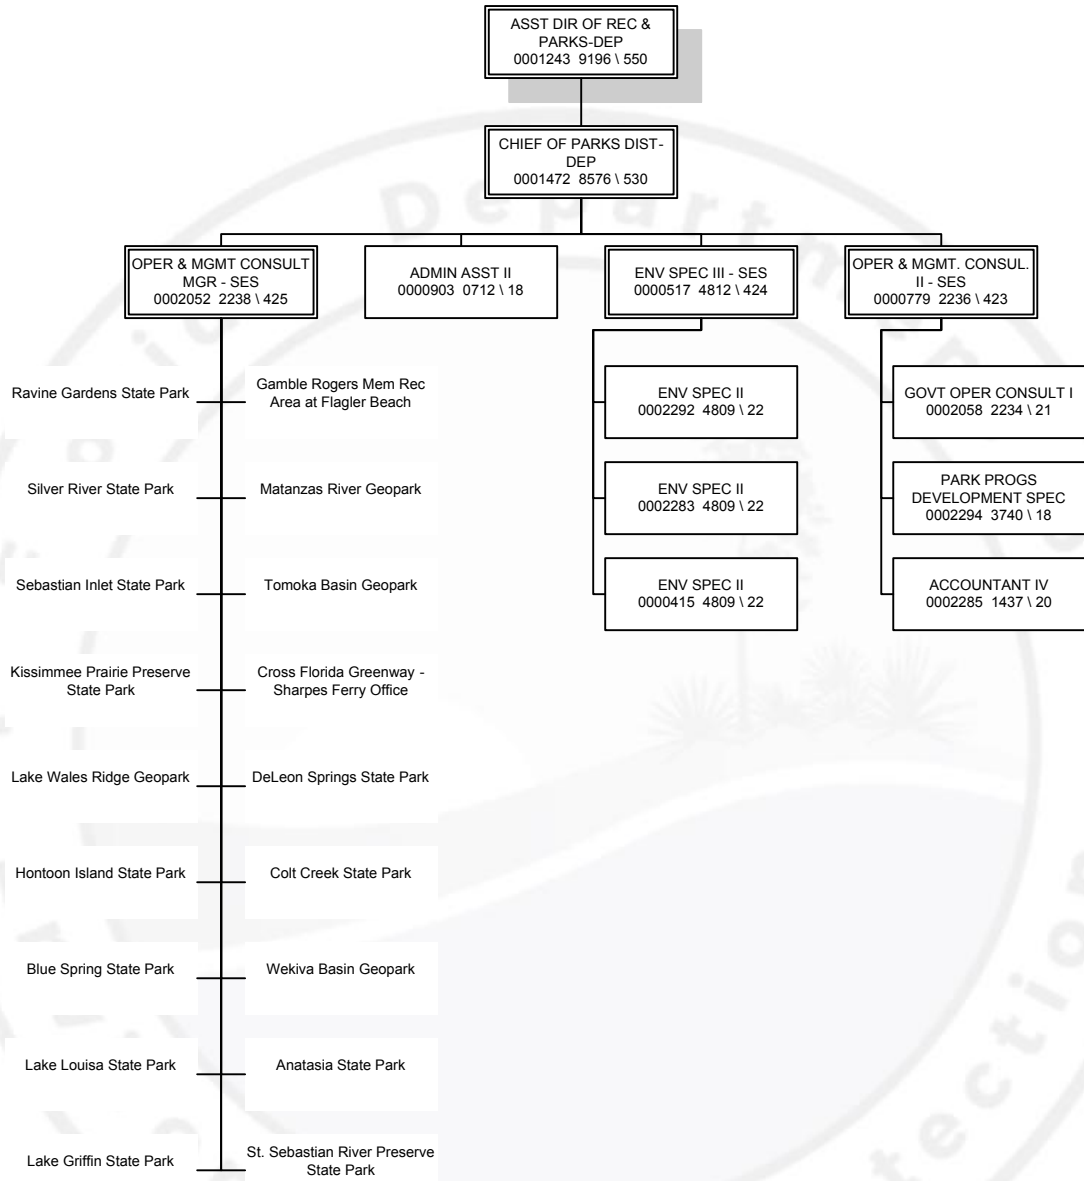 ASST DIR OF REC &
PARKS-DEP
0001243 9196 \ 550
CHIEF OF PARKS DIST-
DEP
0001472 8576 \ 530
OPER & MGMT CONSULT
MGR - SES
0002052 2238 \ 425
ADMIN ASST II
0000903 0712 \ 18
ENV SPEC III - SES
0000517 4812 \ 424
OPER & MGMT. CONSUL.
II - SES
0000779 2236 \ 423
Ravine Gardens State Park
Gamble Rogers Mem Rec
Area at Flagler Beach
ENV SPEC II
0002292 4809 \ 22
GOVT OPER CONSULT I
0002058 2234 \ 21
Silver River State Park
Matanzas River Geopark
ENV SPEC II
0002283 4809 \ 22
PARK PROGS
DEVELOPMENT SPEC
0002294 3740 \ 18
Sebastian Inlet State Park
Tomoka Basin Geopark
ENV SPEC II
0000415 4809 \ 22
ACCOUNTANT IV
0002285 1437 \ 20
Kissimmee Prairie Preserve
State Park
Cross Florida Greenway -
Sharpes Ferry Office
Lake Wales Ridge Geopark
DeLeon Springs State Park
Hontoon Island State Park
Colt Creek State Park
Blue Spring State Park
Wekiva Basin Geopark
Lake Louisa State Park
Anatasia State Park
Lake Griffin State Park
St. Sebastian River Preserve
State Park